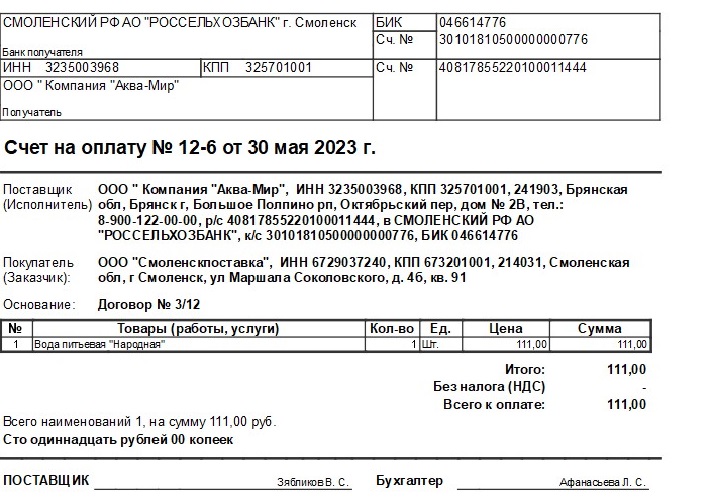 СМОЛЕНСКИЙ РФ АО "РОССЕЛЬХОЗБАНК" г. Смоленск БИК 046614776
Сч. № 30101810500000000776
Банк получателя
ИНН 3235003968 КПП 325701001 Сч. № 40817855220100011444
ООО " Компания "Аква-Мир"
Получатель
Счет на оплату № 12-6 от 30 мая 2023 г.
Поставщик ООО " Компания "Аква-Мир", ИНН 3235003968, КПП 325701001, 241903, Брянская
(Исполнитель) обл, Брянск г, Большое Полпино рп, Октябрьский пер, дом № 2В, тел.:
8-900-122-00-00, р/с 40817855220100011444, в СМОЛЕНСКИЙ РФ АО
"РОССЕЛЬХОЗБАНК", к/с 30101810500000000776, БИК 046614776
Покупатель ООО "Смоленскпоставка", ИНН 6729037240, КПП 673201001, 214031, Смоленская
(Заказчик): обл, г Смоленск, ул Маршала Соколовского, д. 4б, кв. 91
Основание: Договор № 3/12
№ Товары (работы, услуги) Кол-во Ед. Цена Сумма
1 Вода питьевая "Народная" 1 Шт. 111,00 111,00
Итого: 111,00
Без налога (НДС) -
Всего к оплате: 111,00
Всего наименований 1, на сумму 111,00 руб.
Сто одиннадцать рублей 00 копеек
ПОСТАВЩИК Зябликов В. С. Бухгалтер Афанасьева Л. С.